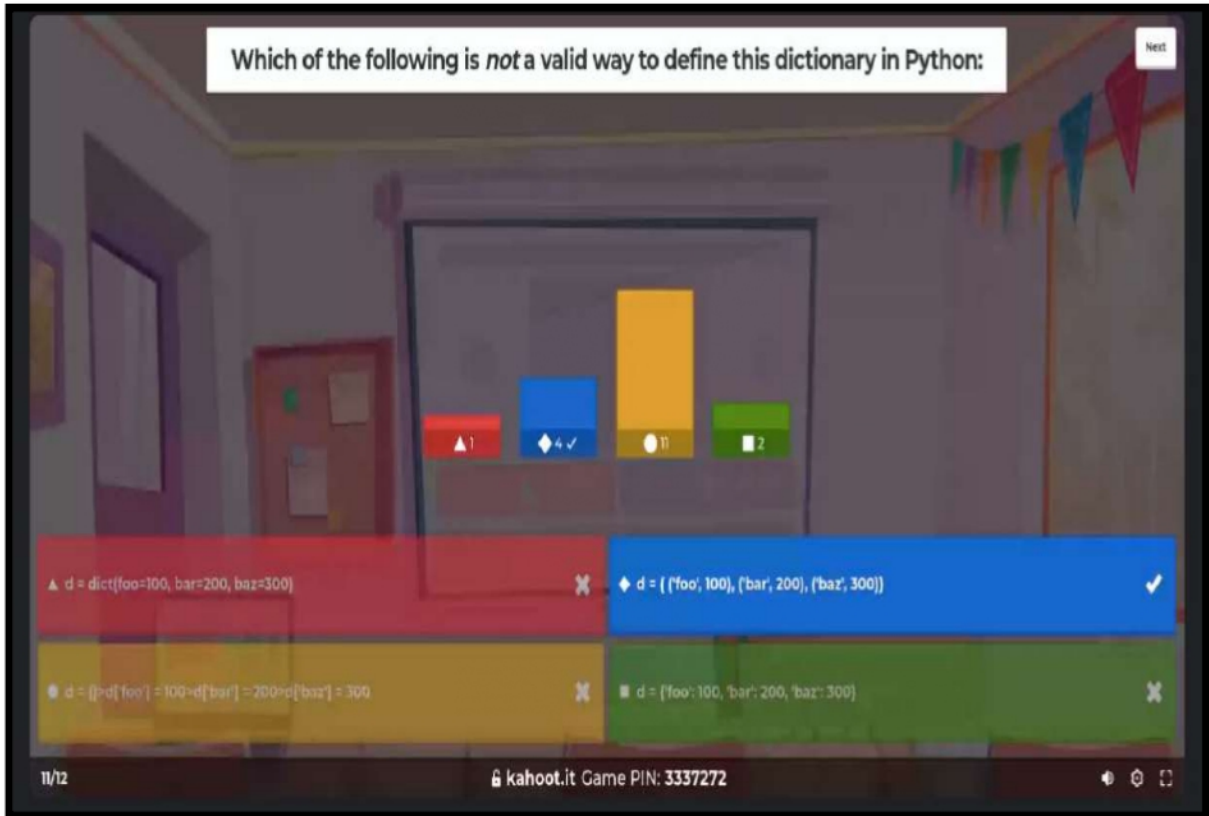 Which of the following is not a valid way to define this dictionary in Python:
Next
▲ 1
◆ 4 ✓
● 11
■ 2
▲ d = dict(foo=100, bar=200, baz=300)
◆ d = { ('foo', 100), ('bar', 200), ('baz', 300)}
● d = {}>d['foo'] = 100>d['bar'] =200>d['baz'] = 300
■ d = {'foo': 100, 'bar': 200, 'baz': 300}
11/12
kahoot.it Game PIN: 3337272